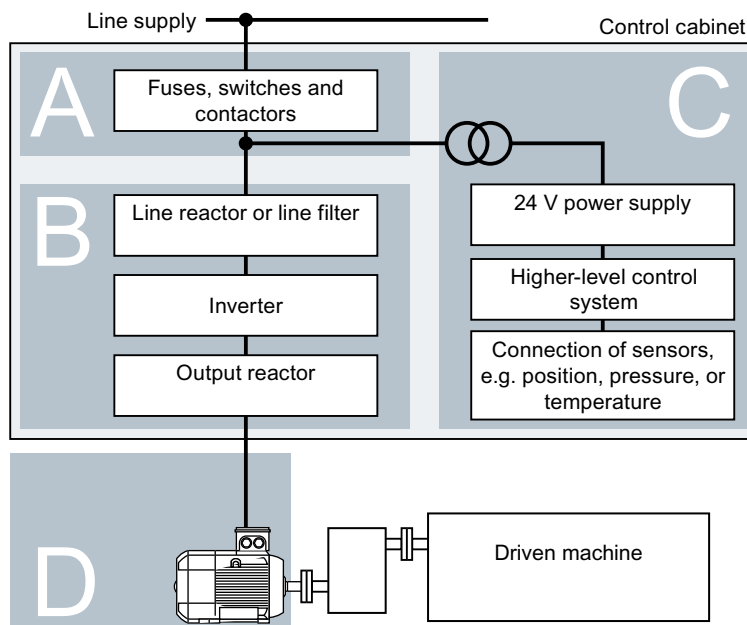 Line supply
Control cabinet
A
Fuses, switches and
contactors
C
B
Line reactor or line filter
24 V power supply
Inverter
Higher-level control
system
Output reactor
Connection of sensors,
e.g. position, pressure, or
temperature
D
Driven machine